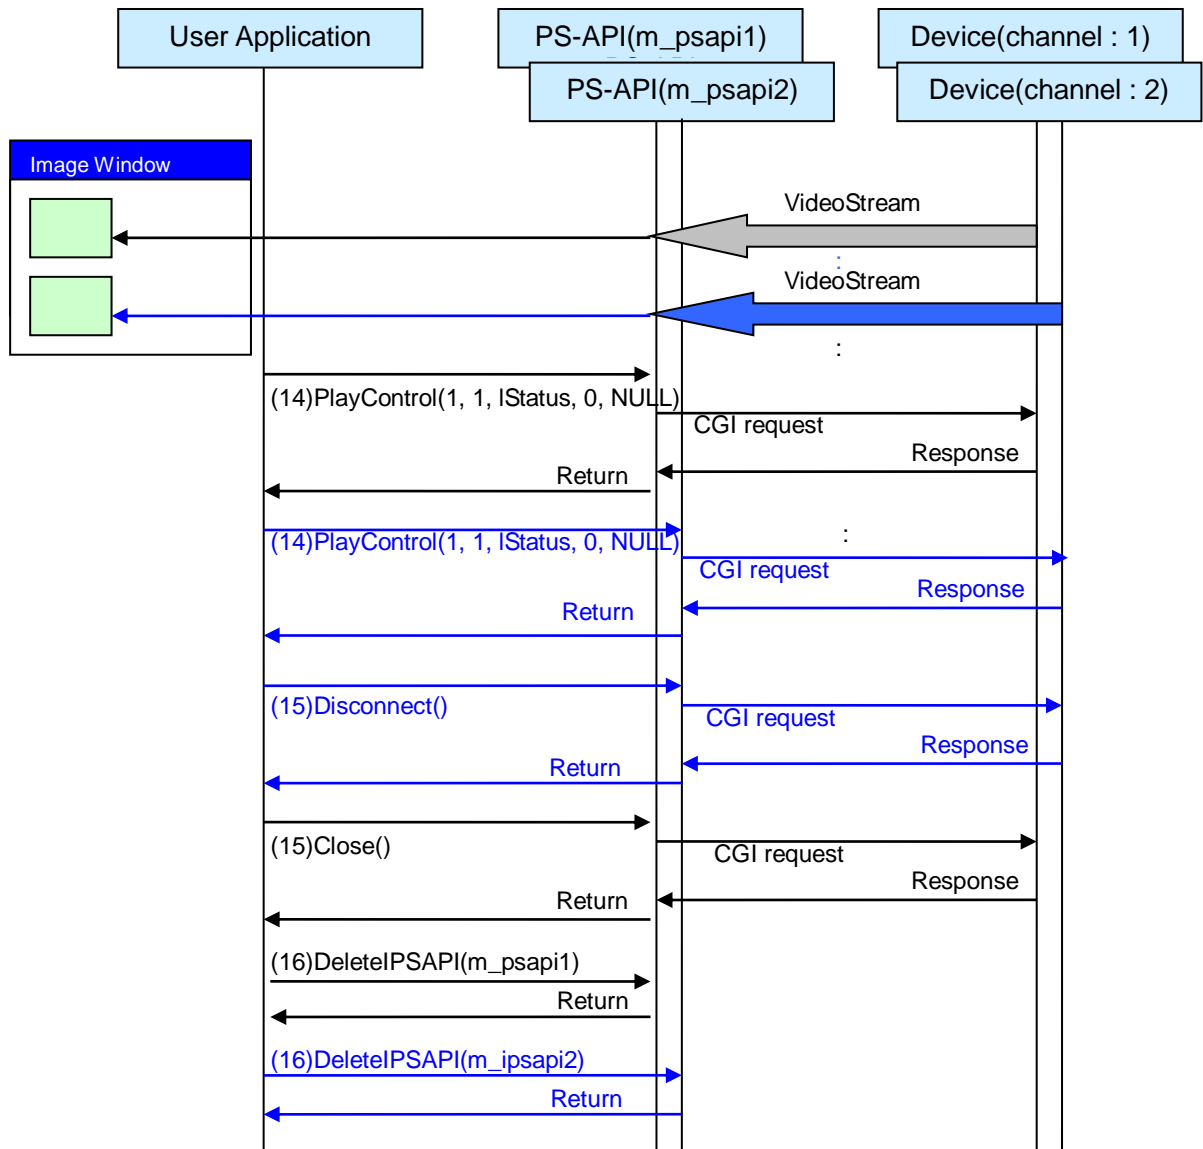 User Application
PS-API(m_psapi1)
PS-API(m_psapi2)
Device(channel : 1)
Device(channel : 2)
Image Window
VideoStream
:
VideoStream
:
(14)PlayControl(1, 1, lStatus, 0, NULL)
CGI request
Response
Return
(14)PlayControl(1, 1, lStatus, 0, NULL)
:
CGI request
Response
Return
(15)Disconnect()
CGI request
Response
Return
(15)Close()
CGI request
Response
Return
(16)DeleteIPSAPI(m_psapi1)
Return
(16)DeleteIPSAPI(m_ipsapi2)
Return